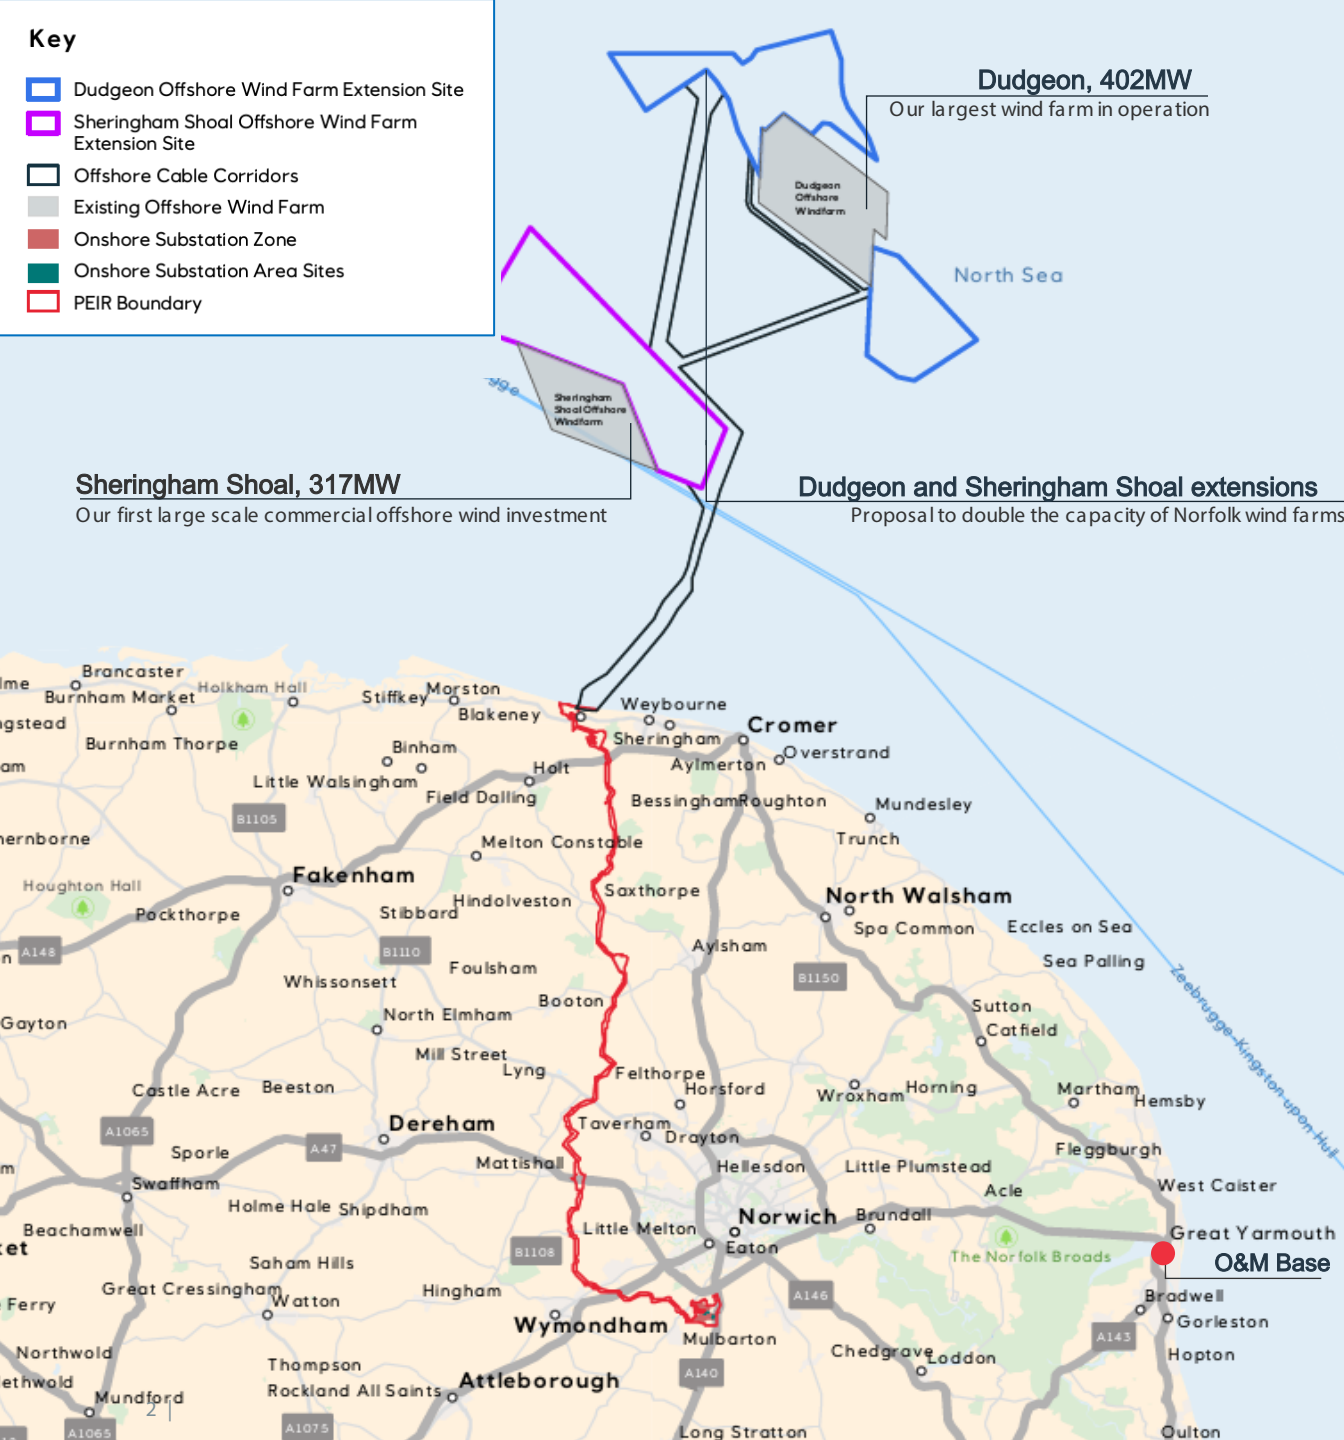 Key
Dudgeon Offshore Wind Farm Extension Site
Sheringham Shoal Offshore Wind Farm
Extension Site
Offshore Cable Corridors
Existing Offshore Wind Farm
Onshore Substation Zone
Onshore Substation Area Sites
PEIR Boundary
Dudgeon, 402MW
Our largest wind farm in operation
Dudgeon
Offshore
Windfarm
North Sea
gge
Sheringham
Shoal Offshore
Windfarm
Sheringham Shoal, 317MW
Our first large scale commercial offshore wind investment
Dudgeon and Sheringham Shoal extensions
Proposal to double the capacity of Norfolk wind farms
Brancaster
lme
Burnham Market
Holkham Hall
Stiffkey
Morston
Blakeney
Weybourne
ngstead
Cromer
Burnham Thorpe
Binham
Sheringham
Overstrand
am
Little Walsingham
Holt
Aylmerton
Field Dalling
Bessingham
Roughton
Mundesley
B1105
hernborne
Melton Constable
Trunch
Fakenham
Houghton Hall
Saxthorpe
North Walsham
Pockthorpe
Stibbard
Hindolveston
Spa Common
Eccles on Sea
n
A148
B1110
Aylsham
Sea Palling
Foulsham
B1150
Whissonsett
Booton
Zeebrugge-Kingston-upon-Hull
Gayton
North Elmham
Sutton
Catfield
Mill Street
Lyng
Felthorpe
Castle Acre
Beeston
Horsford
Wroxham
Horning
Martham
Hemsby
A1065
Dereham
Taverham
Drayton
Sporle
A47
Fleggburgh
m
Mattishall
Hellesdon
Little Plumstead
Swaffham
Acle
West Caister
Holme Hale
Shipdham
Norwich
Brundall
Beachamwell
Little Melton
Great Yarmouth
ket
B1108
Eaton
The Norfolk Broads
O&M Base
Saham Hills
Great Cressingham
Hingham
A146
Bradwell
Ferry
Watton
Wymondham
Gorleston
Mulbarton
A143
Northwold
Thompson
Chedgrave
Loddon
Hopton
ethwold
A140
Rockland All Saints
Attleborough
Mundford
2 |
A1065
A1075
Long Stratton
Oulton